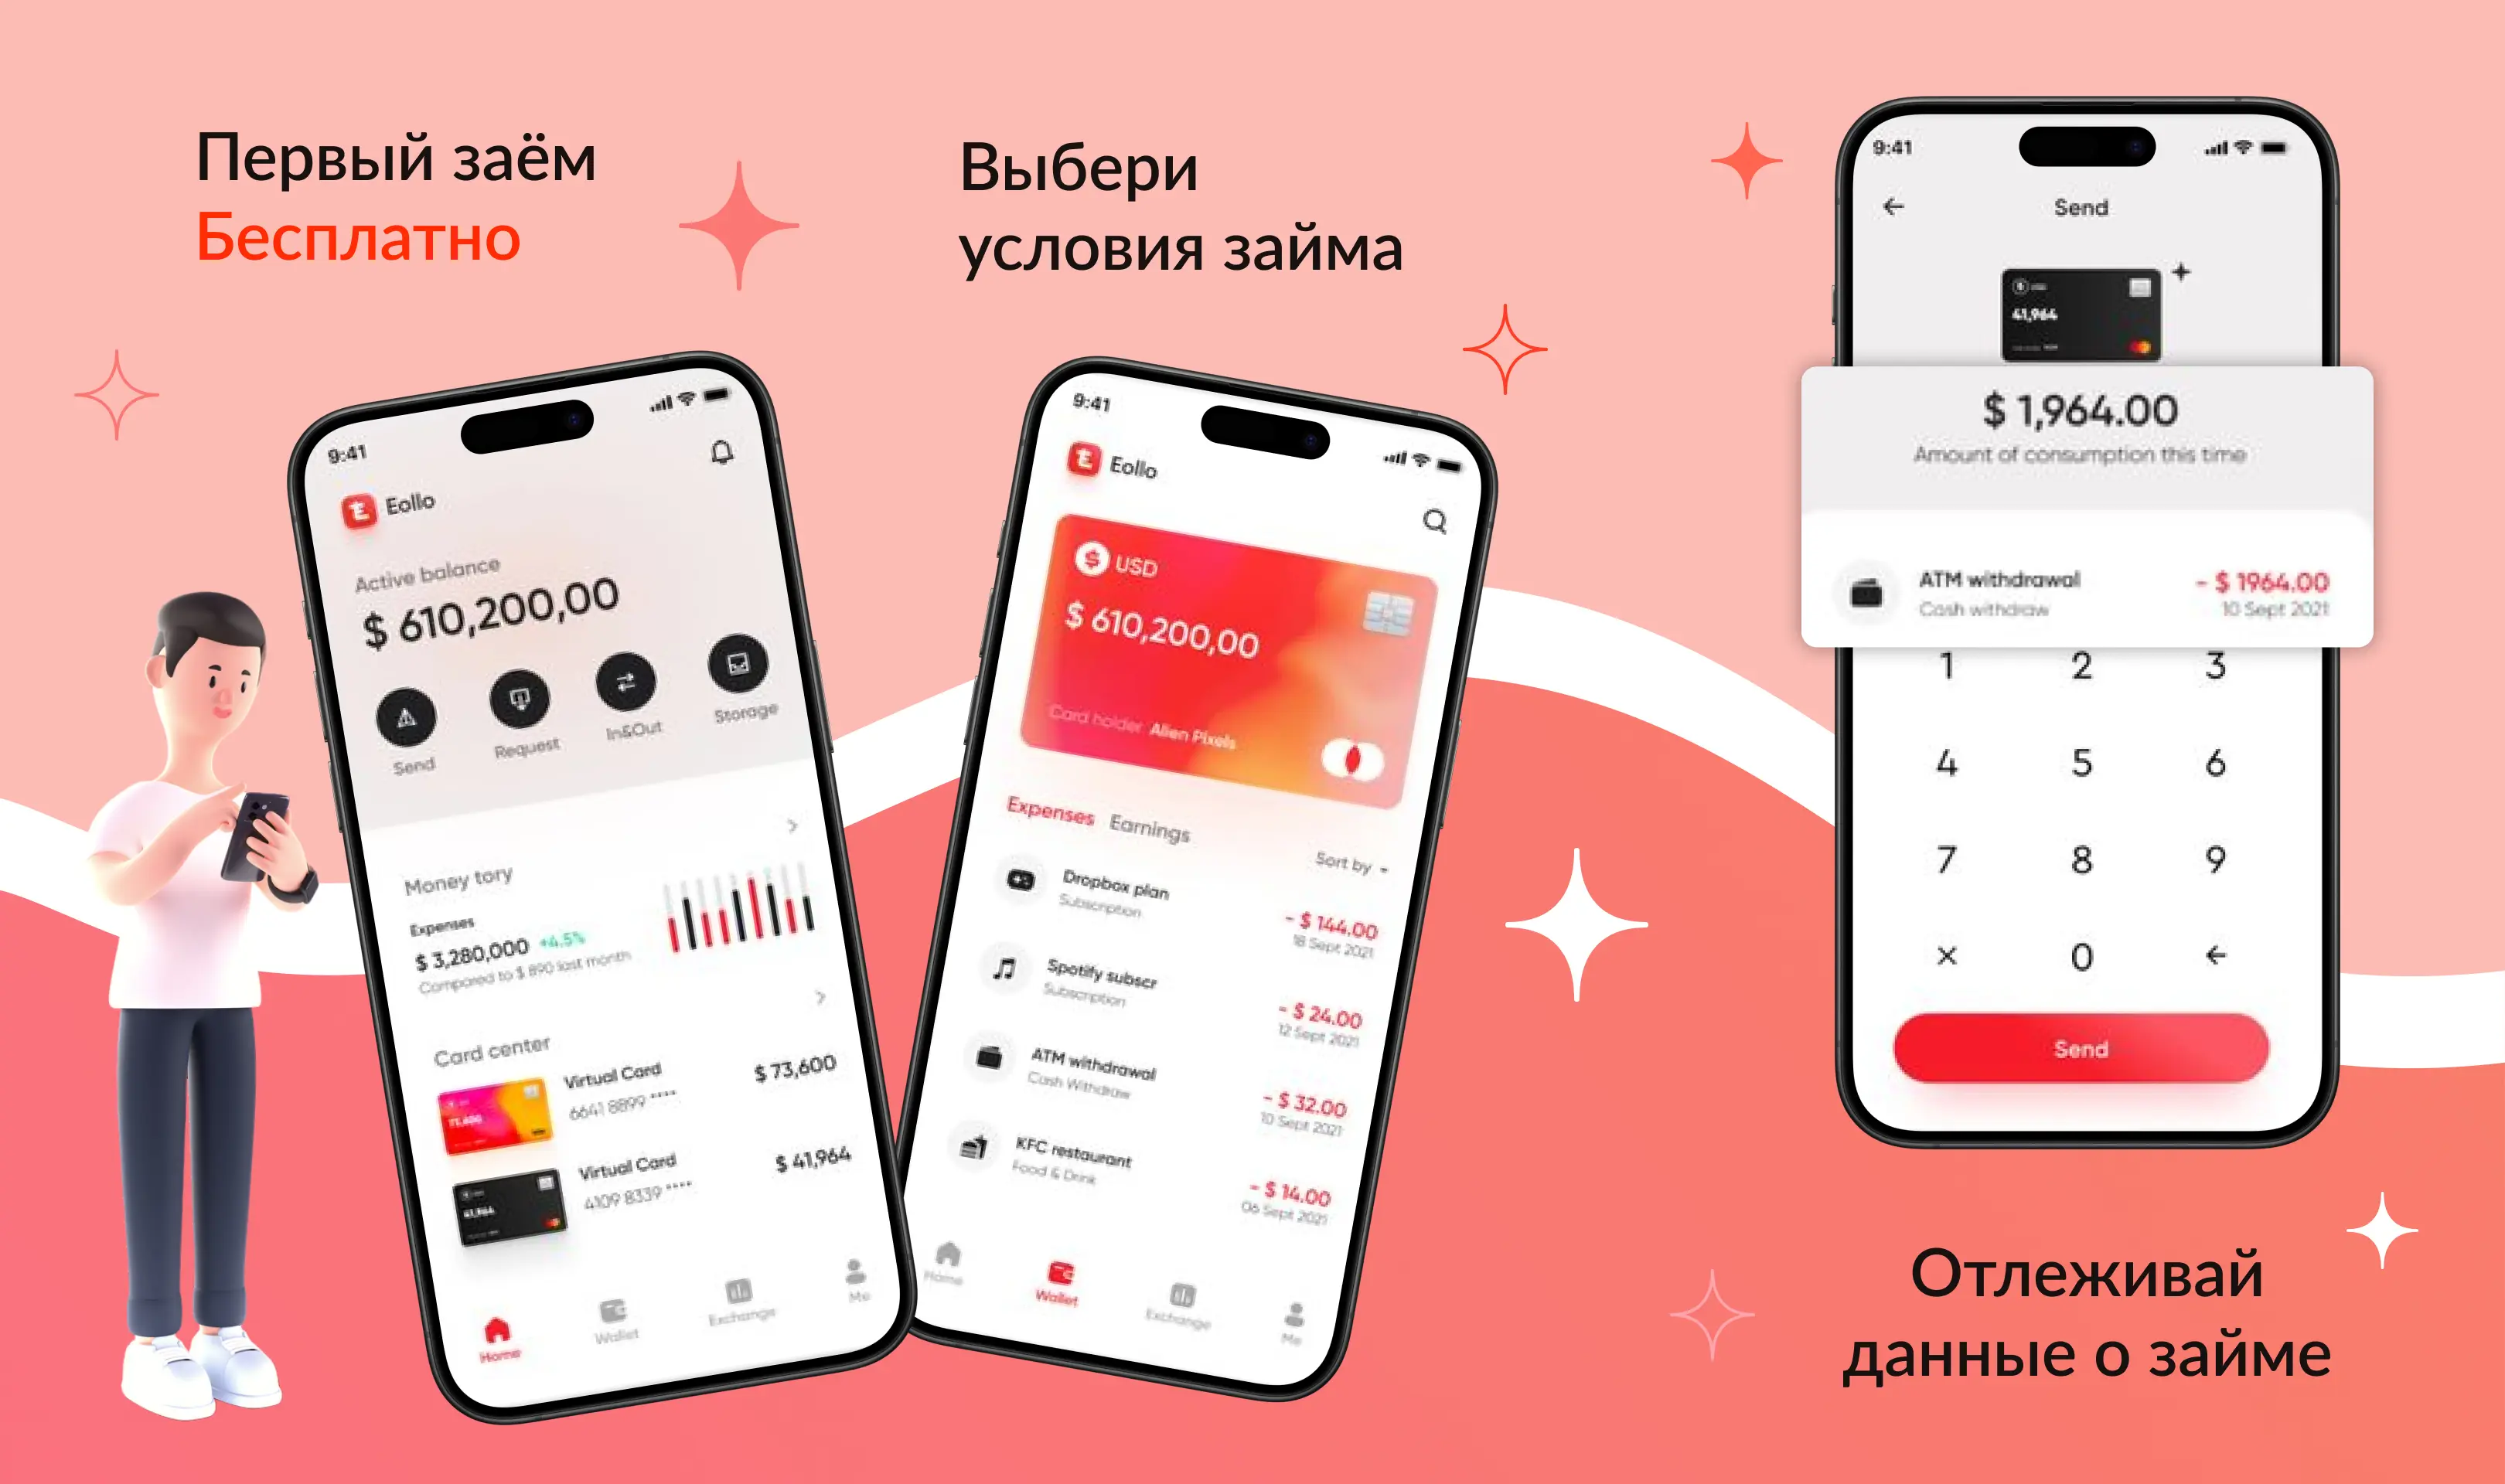 Первый заём
Бесплатно
9:41
Eollo
Active balance
$ 610,200,00
Send
Request
In&Out
Storage
Money tory
Expenses
$ 3,280,000 +4.5%
Compared to $ 890 last month
Card center
Virtual Card
6641 8899 ****
$ 73,600
Virtual Card
4109 8339 ****
$ 41,964
41,964
Home
Wallet
Exchange
Me
Выбери
условия займа
9:41
Eollo
$ USD
$ 610,200,00
Card holder Alien Pixels
Expenses Earnings
Sort by
Dropbox plan
Subscription
- $ 144.00
18 Sept 2021
Spotify subscr
Subscription
- $ 24.00
12 Sept 2021
ATM withdrawal
Cash Withdraw
- $ 32.00
10 Sept 2021
KFC restaurant
Food & Drink
- $ 14.00
06 Sept 2021
Home
Wallet
Exchange
Me
9:41
Send
41,964
$ 1,964.00
Amount of consumption this time
ATM withdrawal
Cash withdraw
- $ 1964.00
10 Sept 2021
1 2 3
4 5 6
7 8 9
× 0 ←
Send
Отлеживай
данные о займе